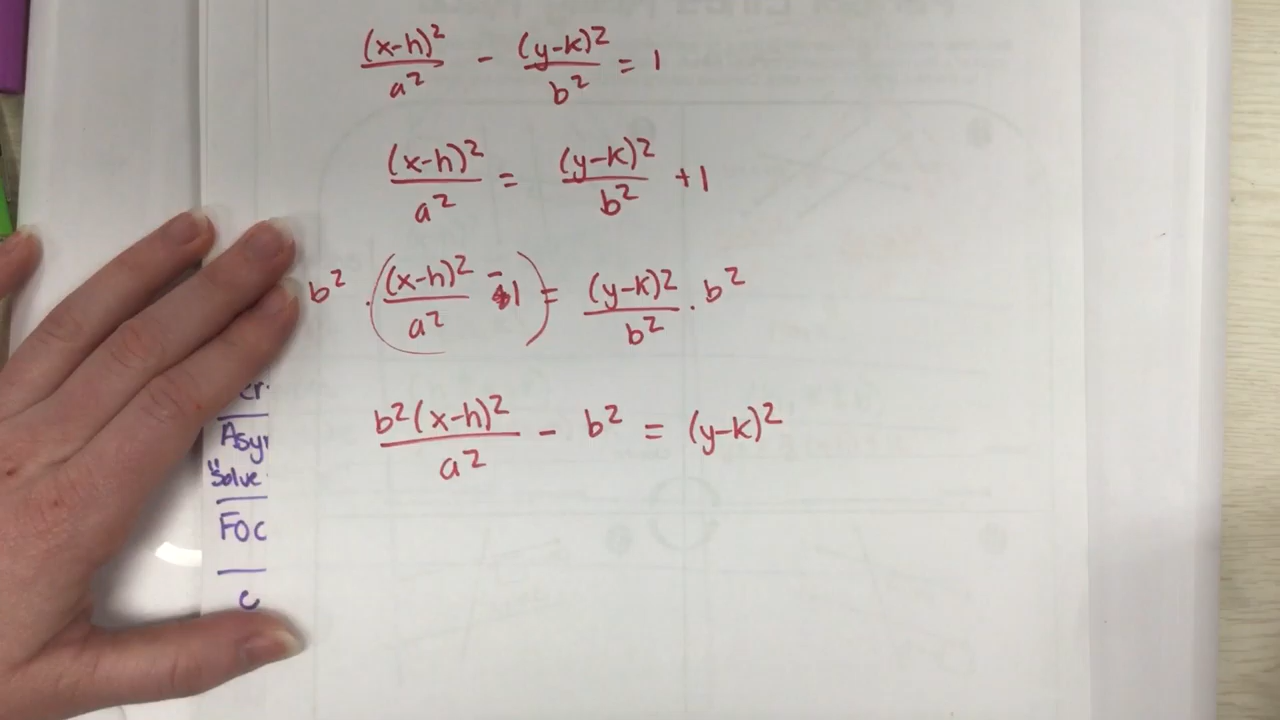 (x-h)²/a² - (y-k)²/b² = 1
(x-h)²/a² = (y-k)²/b² + 1
b² · ((x-h)²/a² - 1) = (y-k)²/b² · b²
b²(x-h)²/a² - b² = (y-k)²
er.
Asy
"Solve
FOC
c